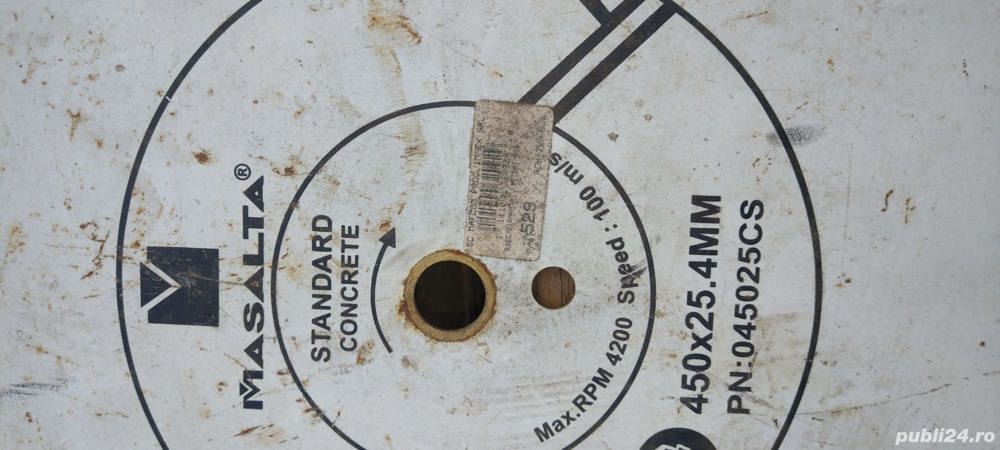 MASALTA®
STANDARD
CONCRETE
529
Max.RPM 4200 Speed : 100 m/s
450x25.4MM
PN:045025CS
publi24.ro